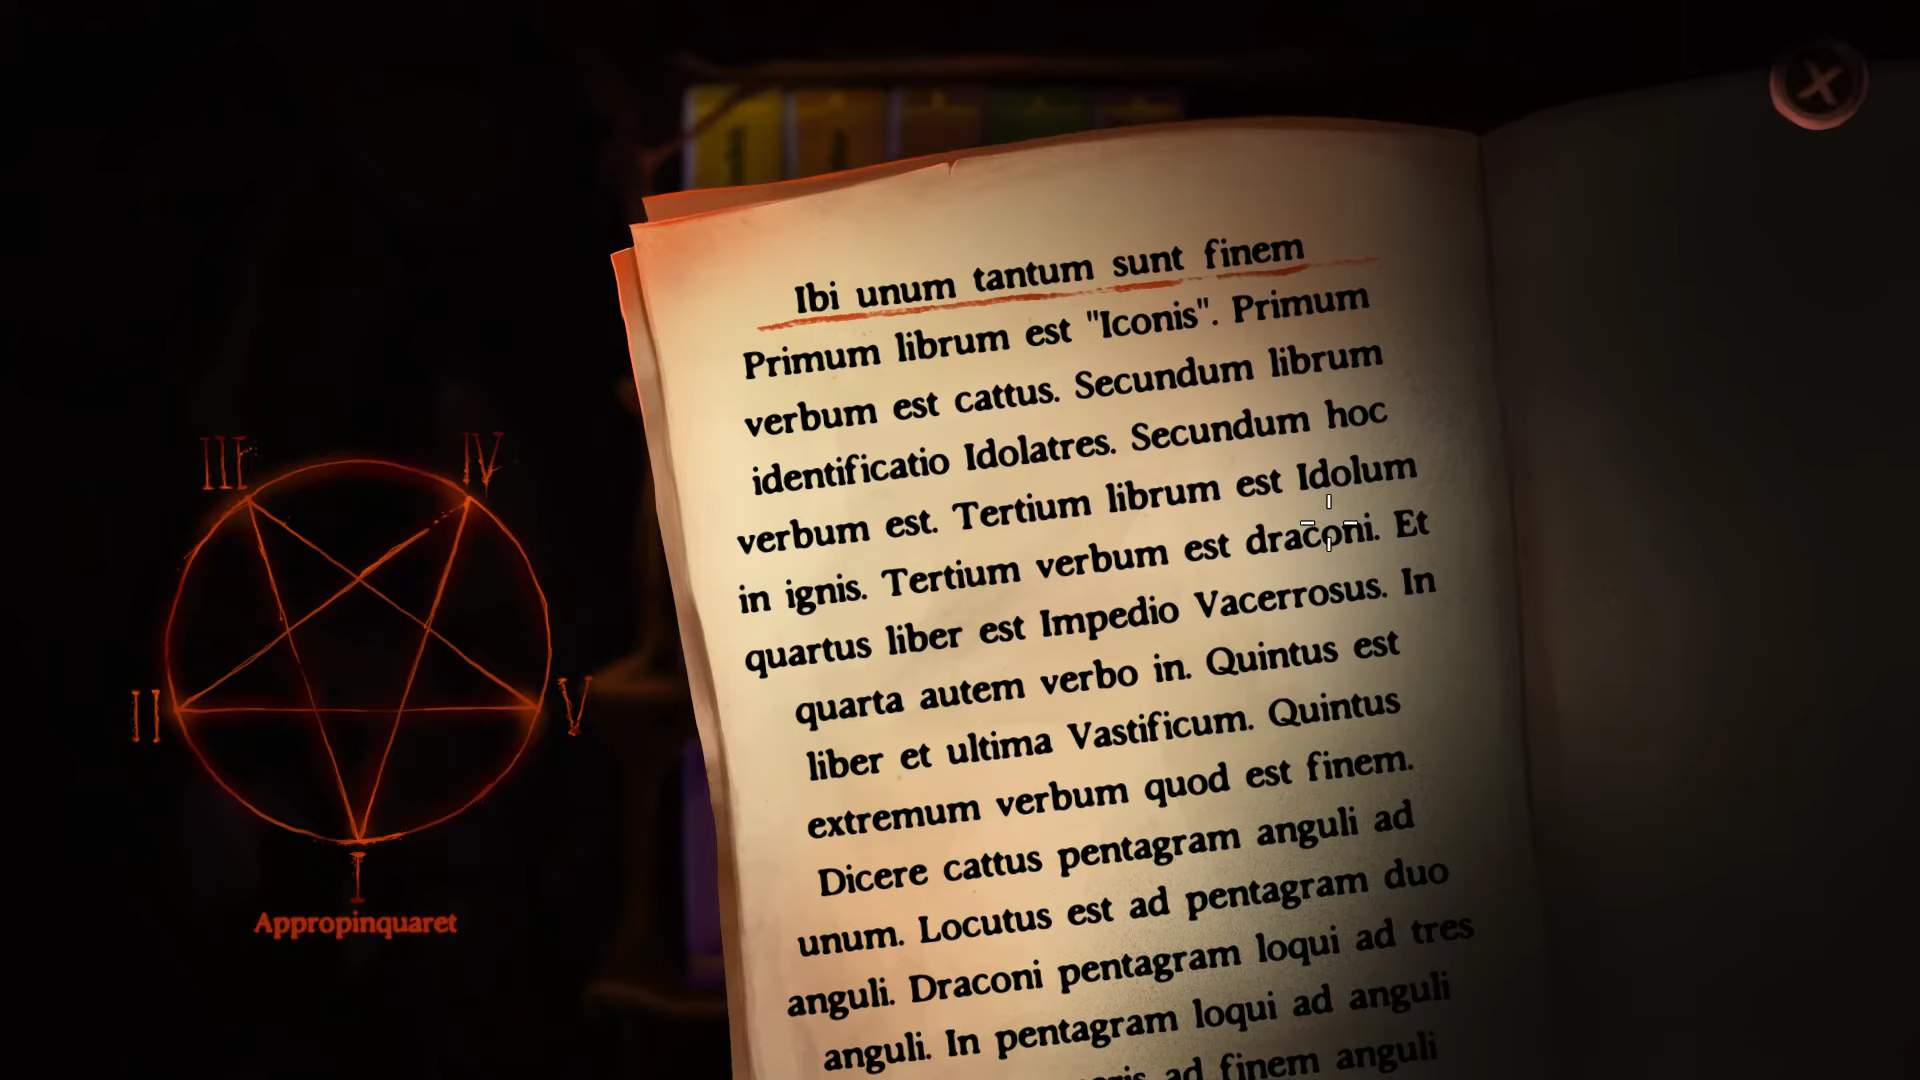 III
IV
II
V
I
Appropinquaret
Ibi unum tantum sunt finem
Primum librum est "Iconis". Primum
verbum est cattus. Secundum librum
identificatio Idolatres. Secundum hoc
verbum est. Tertium librum est Idolum
in ignis. Tertium verbum est draconi. Et
quartus liber est Impedio Vacerrosus. In
quarta autem verbo in. Quintus est
liber et ultima Vastificum. Quintus
extremum verbum quod est finem.
Dicere cattus pentagram anguli ad
unum. Locutus est ad pentagram duo
anguli. Draconi pentagram loqui ad tres
anguli. In pentagram loqui ad anguli
ad finem anguli